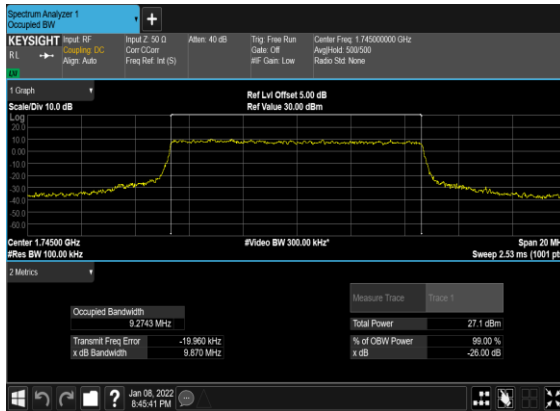 Spectrum Analyzer 1
Occupied BW
KEYSIGHT
RL
Input: RF
Coupling: DC
Align: Auto
Input Z: 50 Ω
Corr CCorr
Freq Ref: Int (S)
Atten: 40 dB
Trig: Free Run
Gate: Off
#IF Gain: Low
Center Freq: 1.745000000 GHz
Avg|Hold: 500/500
Radio Std: None
1 Graph
Scale/Div 10.0 dB
Ref Lvl Offset 5.00 dB
Ref Value 30.00 dBm
Log
20.0
10.0
0.00
-10.0
-20.0
-30.0
-40.0
-50.0
-60.0
Center 1.74500 GHz
#Res BW 100.00 kHz
#Video BW 300.00 kHz*
Span 20 MH
Sweep 2.53 ms (1001 pt
2 Metrics
Measure Trace
Trace 1
Occupied Bandwidth
9.2743 MHz
Total Power
27.1 dBm
Transmit Freq Error
-19.960 kHz
% of OBW Power
99.00 %
x dB Bandwidth
9.870 MHz
x dB
-26.00 dB
?
Jan 08, 2022
8:45:41 PM